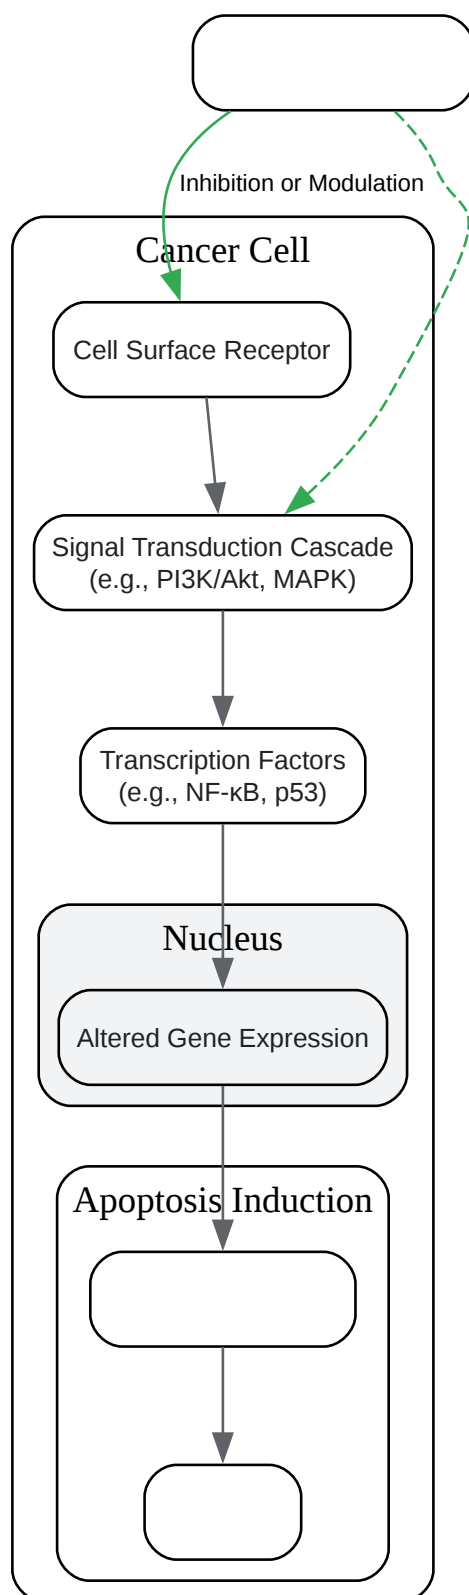 Inhibition or Modulation
Cancer Cell
Cell Surface Receptor
Signal Transduction Cascade
(e.g., PI3K/Akt, MAPK)
Transcription Factors
(e.g., NF-κB, p53)
Nucleus
Altered Gene Expression
Apoptosis Induction